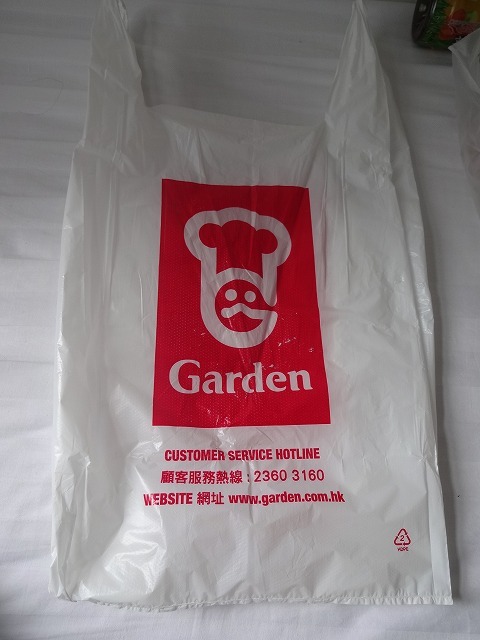 Garden
CUSTOMER SERVICE HOTLINE
顧客服務熱線 : 2360 3160
WEBSITE 網址 www.garden.com.hk
2
HDPE